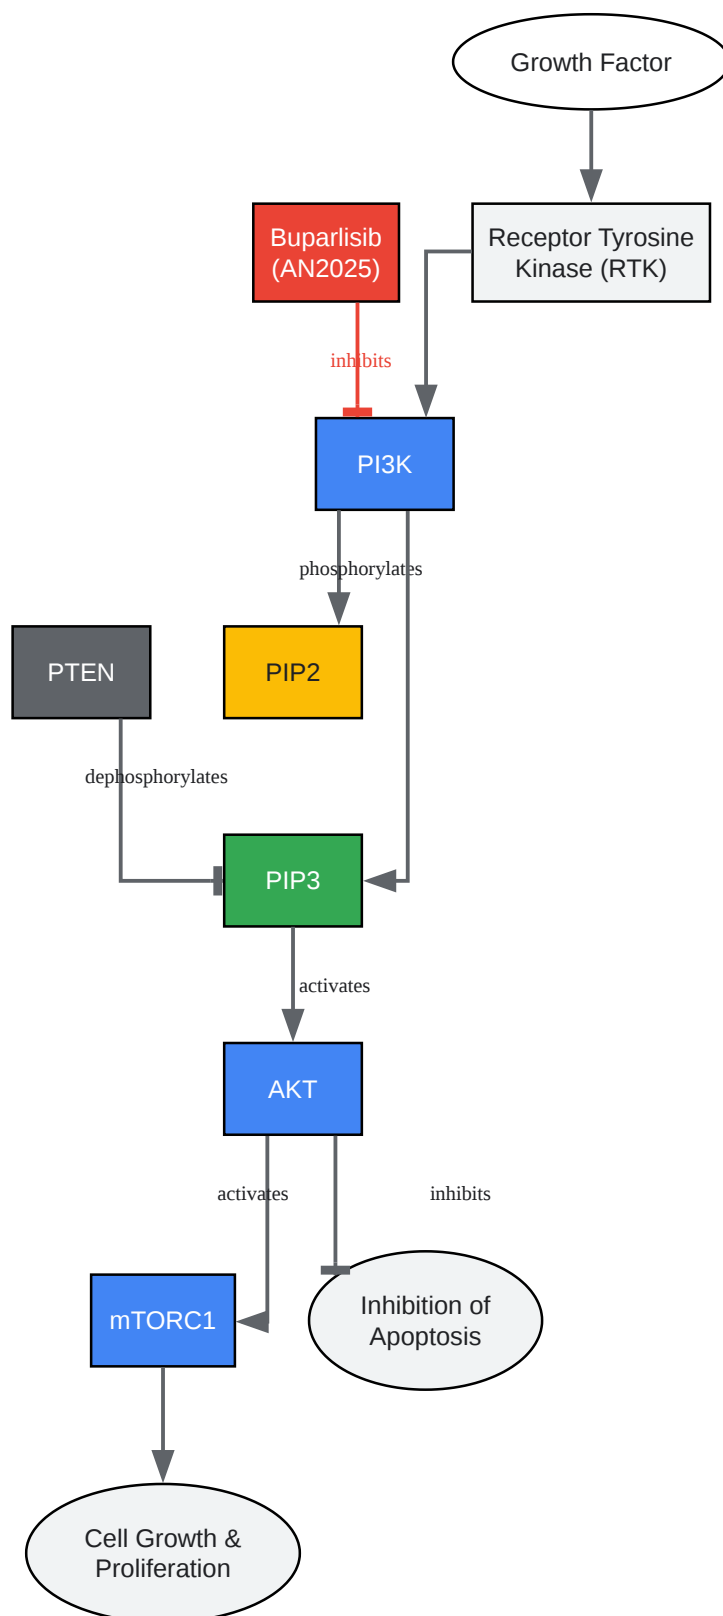 Growth Factor
Buparlisib
(AN2025)
Receptor Tyrosine
Kinase (RTK)
inhibits
PI3K
phosphorylates
PTEN
PIP2
dephosphorylates
PIP3
activates
AKT
activates
inhibits
mTORC1
Inhibition of
Apoptosis
Cell Growth &
Proliferation